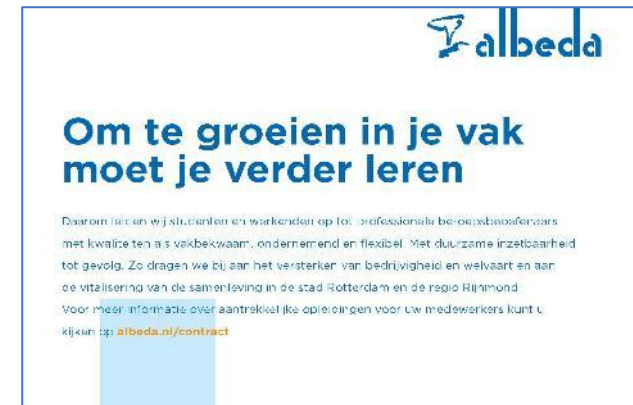 albeda
Om te groeien in je vak
moet je verder leren
Daarom leiden wij studenten en werkenden op tot professionele beroepsbeoefenaars
met kwaliteiten als vakbekwaam, ondernemend en flexibel. Met duurzame inzetbaarheid
tot gevolg. Zo dragen we bij aan het versterken van bedrijvigheid en welvaart en aan
de vitalisering van de samenleving in de stad Rotterdam en de regio Rijnmond
Voor meer informatie over aantrekkelijke opleidingen voor uw medewerkers kunt u
kijken op albeda.nl/contract